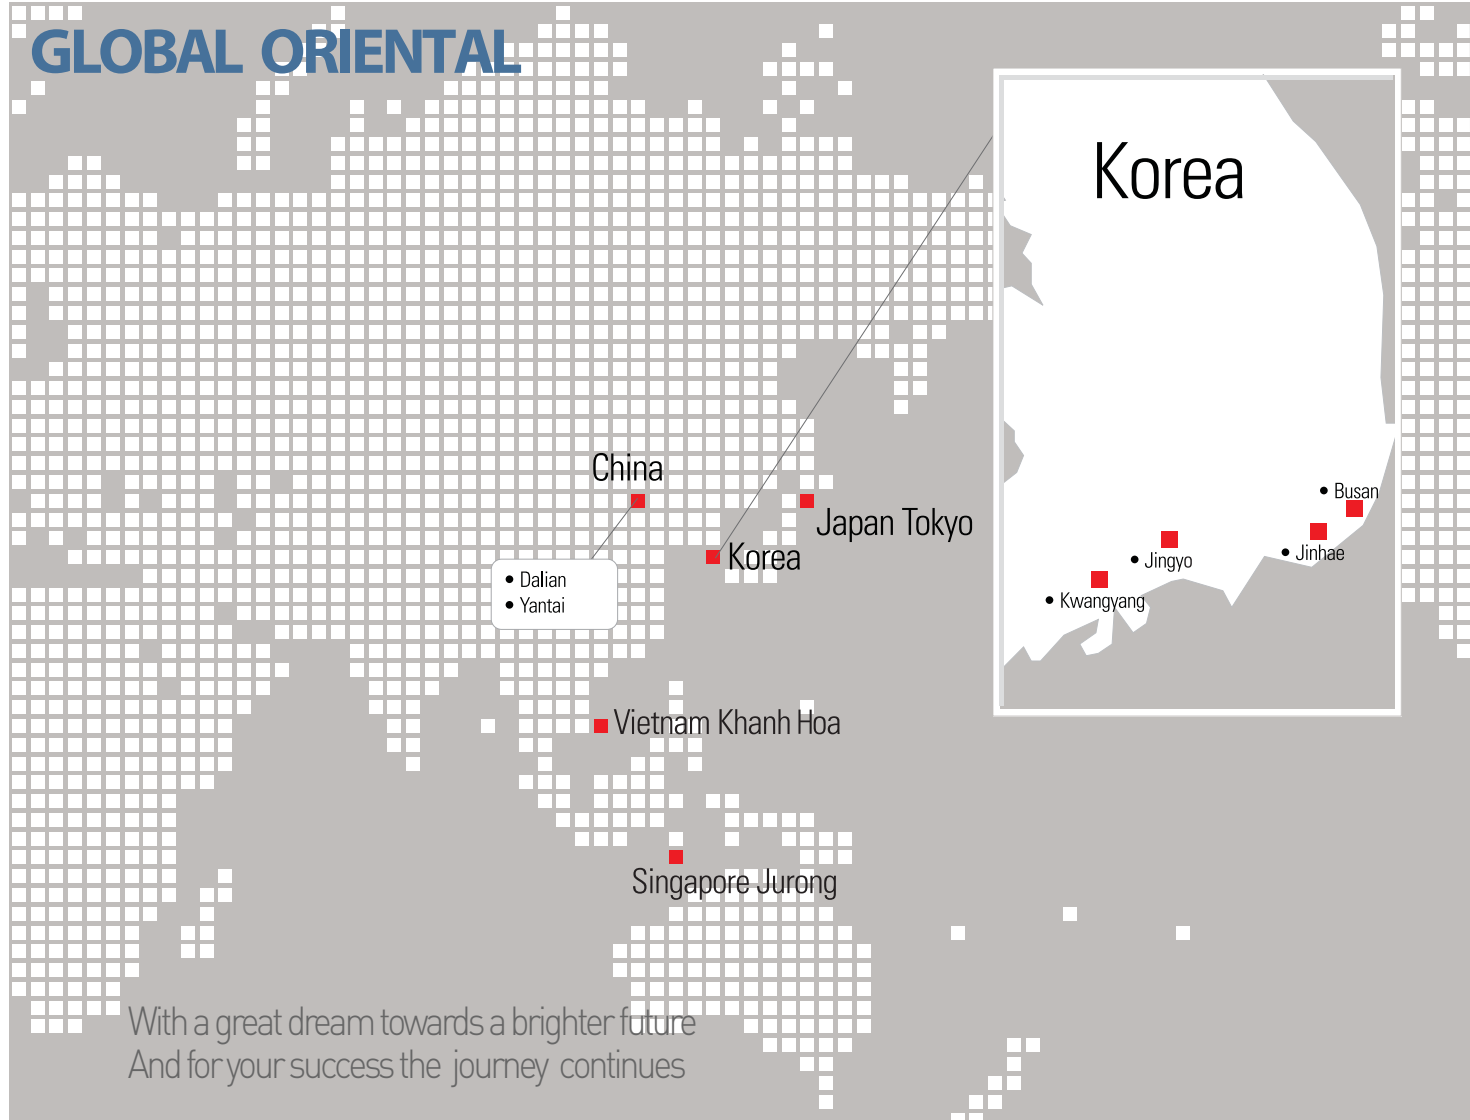 GLOBAL ORIENTAL
Korea
China
Japan Tokyo
Korea
• Dalian
• Yantai
• Busan
• Jinhae
• Jingyo
• Kwangyang
Vietnam Khanh Hoa
Singapore Jurong
With a great dream towards a brighter future
And for your success the journey continues